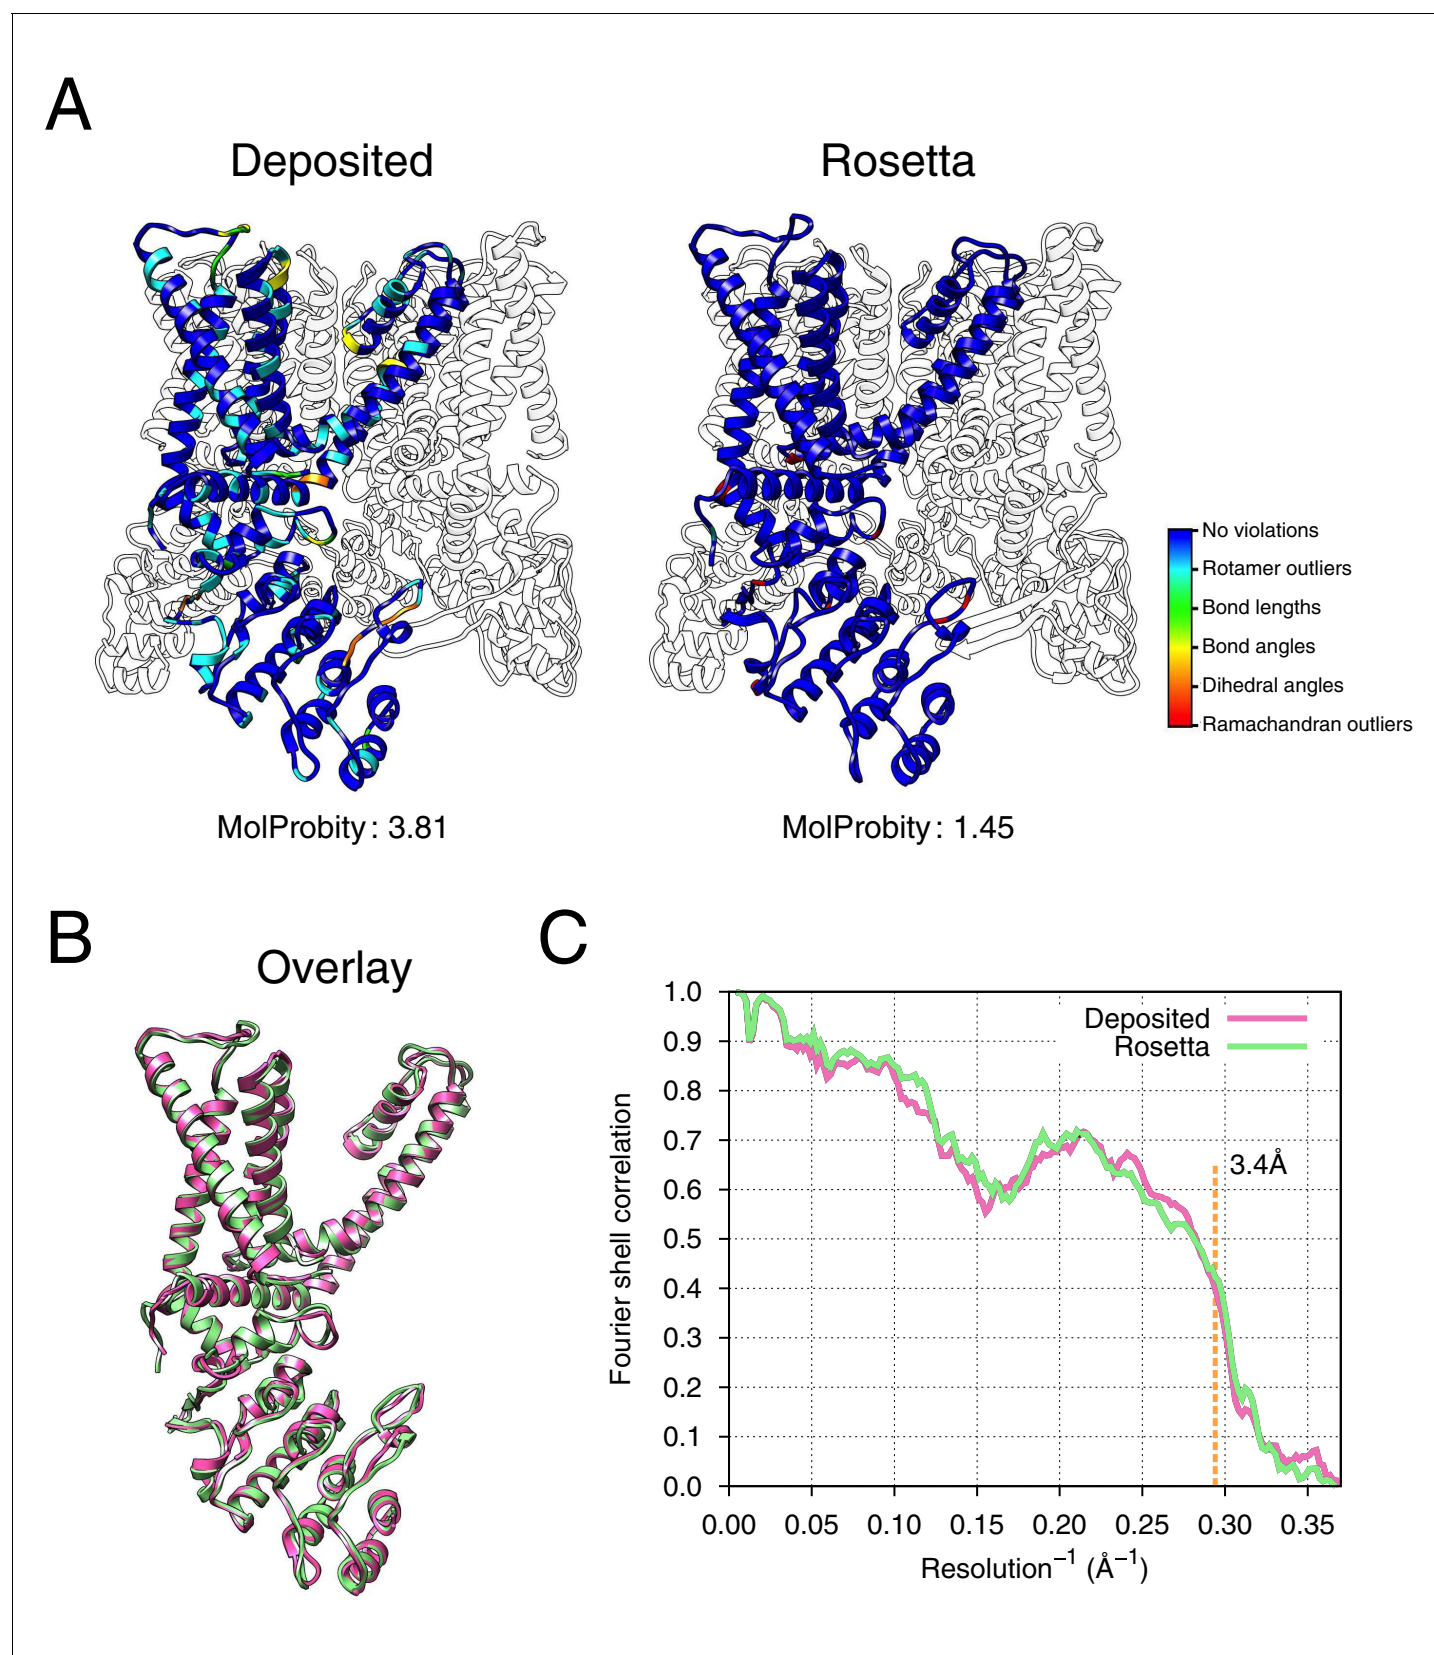 A
Deposited
Rosetta
No violations
Rotamer outliers
Bond lengths
Bond angles
Dihedral angles
Ramachandran outliers
MolProbity: 3.81
MolProbity: 1.45
B
Overlay
C
Deposited
Rosetta
3.4Å
Fourier shell correlation
1.0
0.9
0.8
0.7
0.6
0.5
0.4
0.3
0.2
0.1
0.0
0.00 0.05 0.10 0.15 0.20 0.25 0.30 0.35
Resolution⁻¹ (Å⁻¹)